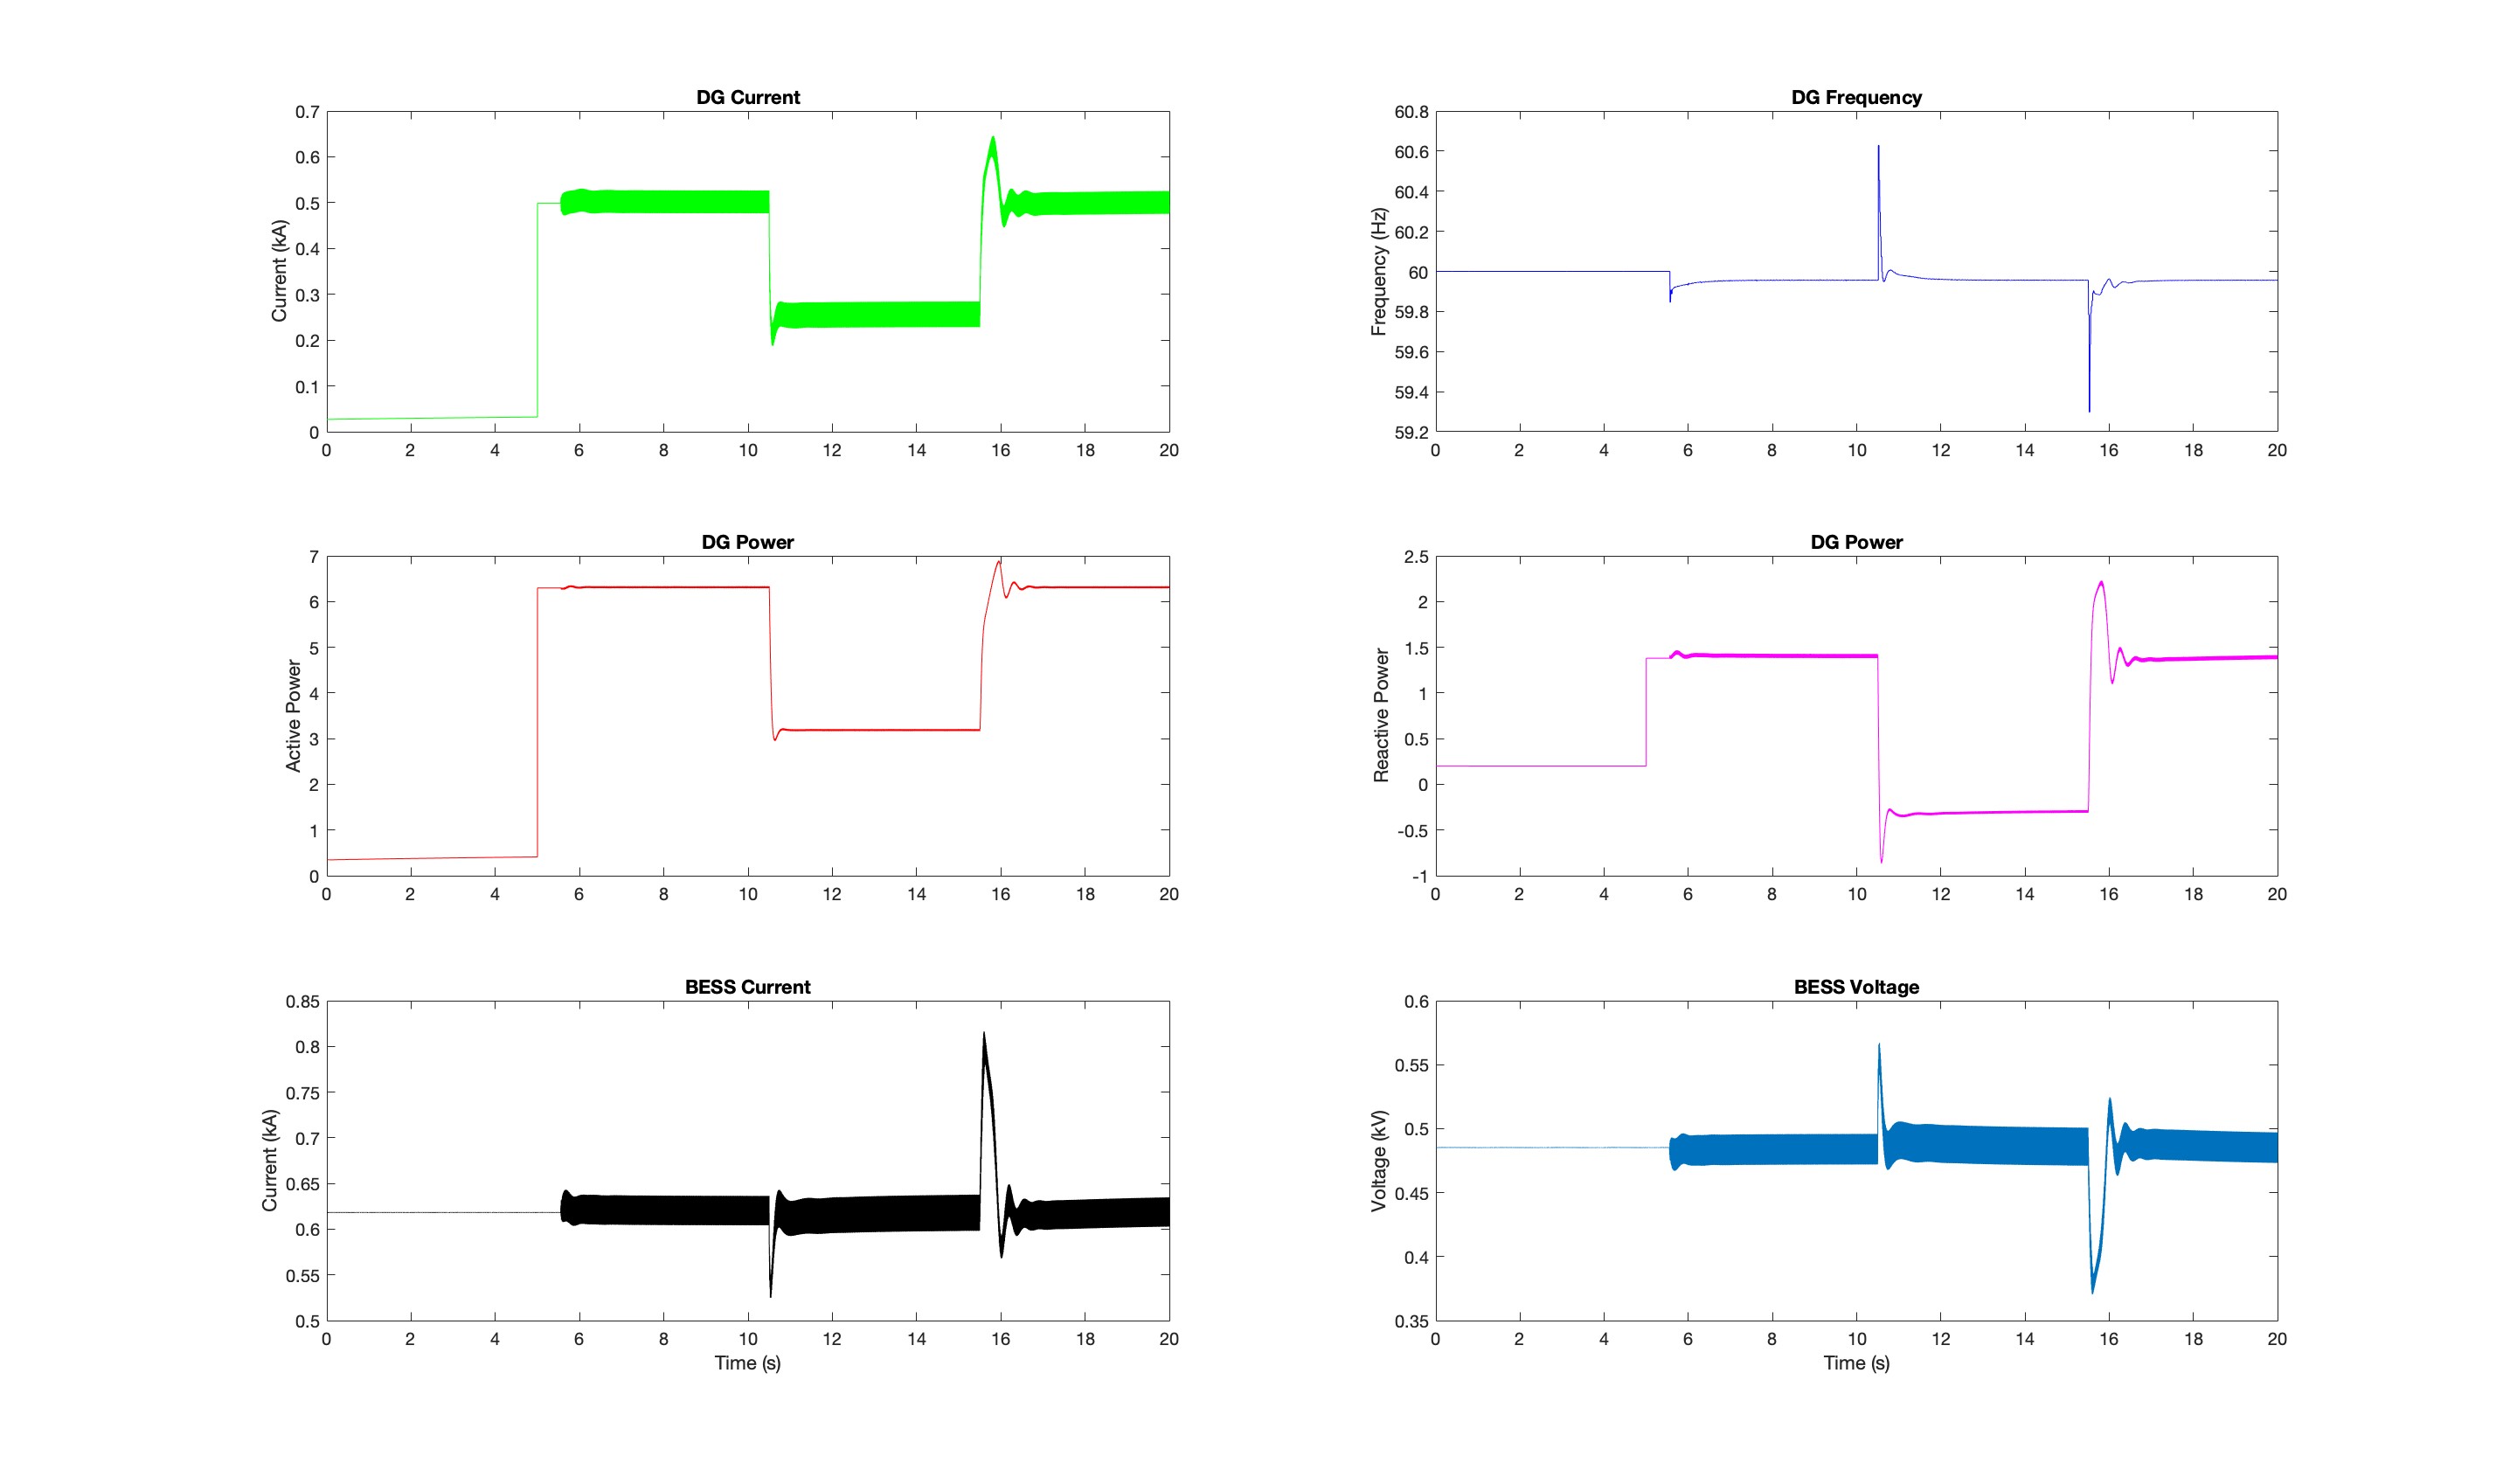 DG Current
0.7
0.6
0.5
0.4
0.3
0.2
0.1
0
Current (kA)
0 2 4 6 8 10 12 14 16 18 20
DG Frequency
60.8
60.6
60.4
60.2
60
59.8
59.6
59.4
59.2
Frequency (Hz)
0 2 4 6 8 10 12 14 16 18 20
DG Power
7
6
5
4
3
2
1
0
Active Power
0 2 4 6 8 10 12 14 16 18 20
DG Power
2.5
2
1.5
1
0.5
0
-0.5
-1
Reactive Power
0 2 4 6 8 10 12 14 16 18 20
BESS Current
0.85
0.8
0.75
0.7
0.65
0.6
0.55
0.5
Current (kA)
0 2 4 6 8 10 12 14 16 18 20
Time (s)
BESS Voltage
0.6
0.55
0.5
0.45
0.4
0.35
Voltage (kV)
0 2 4 6 8 10 12 14 16 18 20
Time (s)